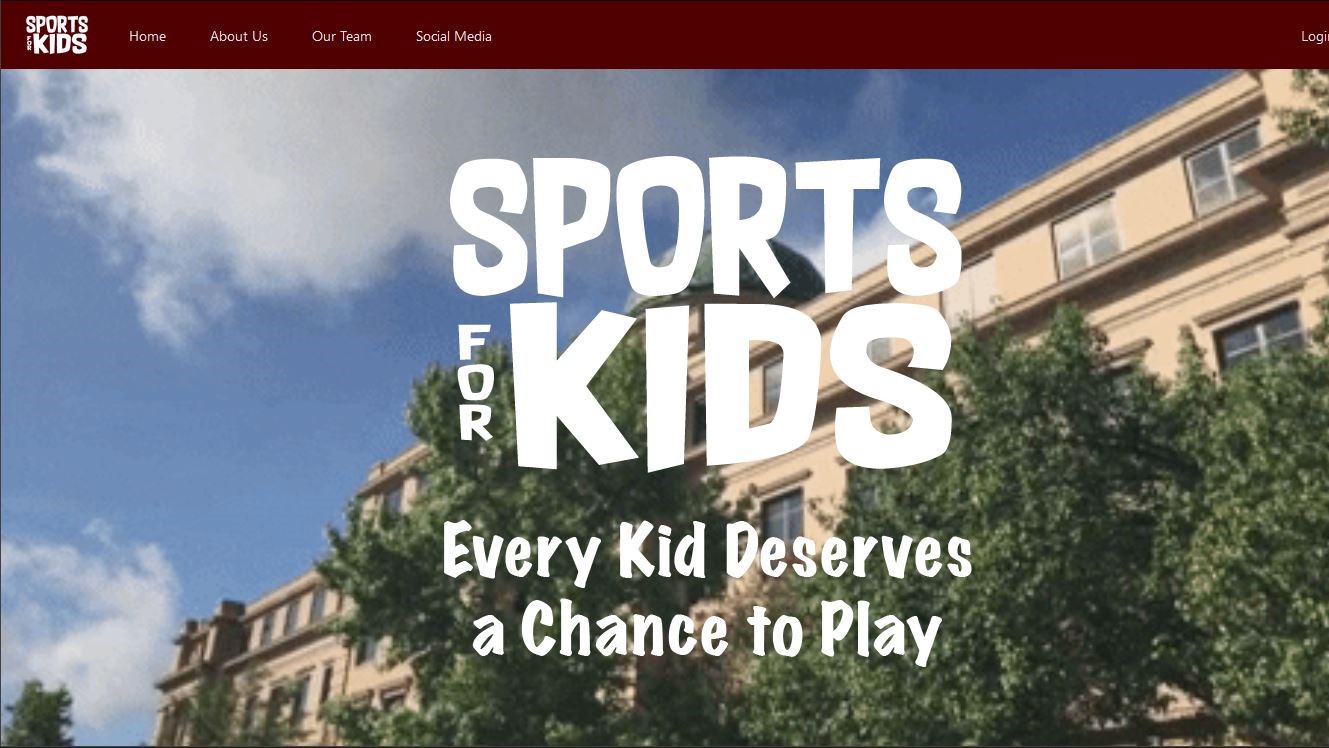 SPORTS
FOR KIDS
Home
About Us
Our Team
Social Media
SPORTS
FOR KIDS
Every Kid Deserves
a Chance to Play